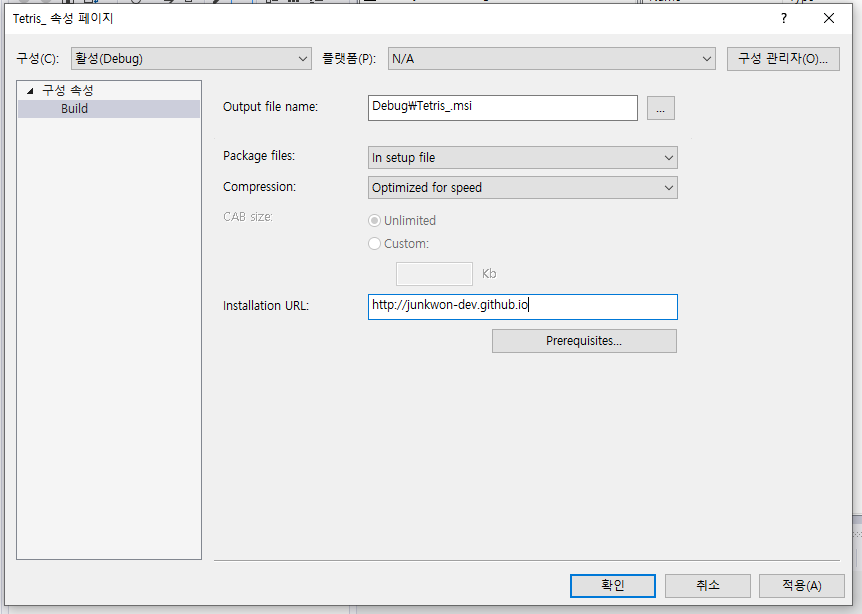 Tetris_ 속성 페이지
?
구성(C): 활성(Debug) 플랫폼(P): N/A 구성 관리자(O)...
구성 속성
Build
Output file name: Debug₩Tetris_.msi ...
Package files: In setup file
Compression: Optimized for speed
CAB size: Unlimited
Custom:
Kb
Installation URL: http://junkwon-dev.github.io
Prerequisites...
확인 취소 적용(A)